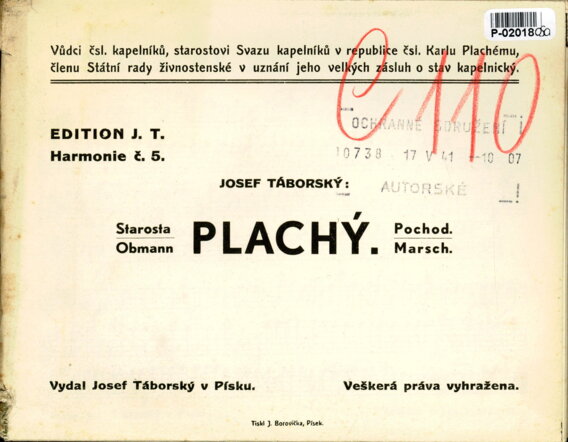 P-02018080
Vůdci čsl. kapelníků, starostovi Svazu kapelníků v republice čsl. Karlu Plachému,
členu Státní rady živnostenské v uznání jeho velkých zásluh o stav kapelnický.
C 110
EDITION J. T.
Harmonie č. 5.
OCHRANNÉ SDRUŽENÍ
10738 · 17 V 41 -10 07
AUTORSKÉ
JOSEF TÁBORSKÝ:
Starosta
Obmann
PLACHÝ.
Pochod.
Marsch.
Vydal Josef Táborský v Písku.
Veškerá práva vyhražena.
Tiskl J. Borovička, Písek.